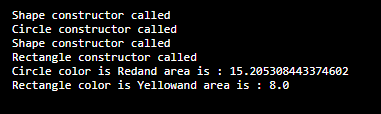 Shape constructor called
Circle constructor called
Shape constructor called
Rectangle constructor called
Circle color is Redand area is : 15.205308443374602
Rectangle color is Yellowand area is : 8.0